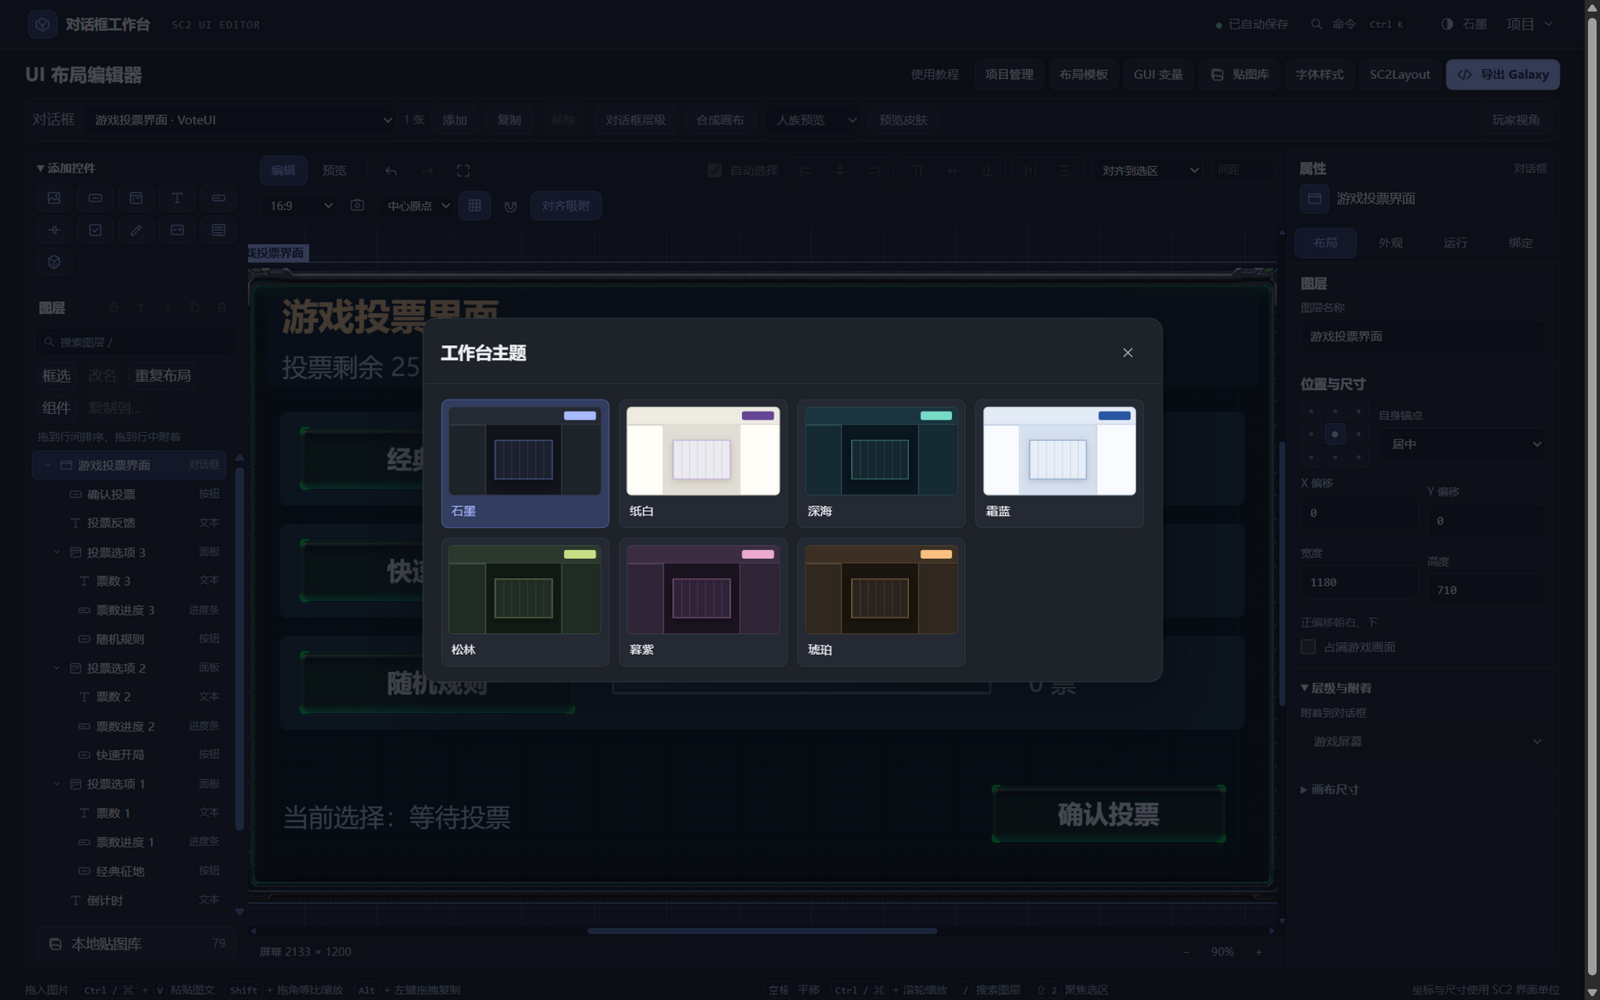 对话框工作台 SC2 UI EDITOR
已自动保存 命令 Ctrl K 石墨 项目
UI 布局编辑器
使用教程 项目管理 布局模板 GUI 变量 贴图库 字体样式 SC2Layout 导出 Galaxy
对话框 游戏投票界面 · VoteUI 1 张 添加 复制 移除 对话框层级 合成画布 人族预览 预览皮肤 玩家视角
添加控件
编辑 预览 自动选择 对齐到选区 间距
16:9 中心原点 对齐吸附
图层
搜索图层 /
框选 改名 重复布局
组件 复制到...
拖到行间排序，拖到行中附着
游戏投票界面 对话框
确认投票 按钮
投票反馈 文本
投票选项 3 面板
票数 3 文本
票数进度 3 进度条
随机规则 按钮
投票选项 2 面板
票数 2 文本
票数进度 2 进度条
快速开局 按钮
投票选项 1 面板
票数 1 文本
票数进度 1 进度条
经典征地 按钮
倒计时 文本
本地贴图库 79
戏投票界面
游戏投票界面
投票剩余 25
经典
快速
随机规则
0 票
当前选择：等待投票
确认投票
工作台主题
石墨
纸白
深海
霜蓝
松林
暮紫
琥珀
屏幕 2133 × 1200
− 90% +
属性 对话框
游戏投票界面
布局 外观 运行 绑定
图层
图层名称
游戏投票界面
位置与尺寸
自身锚点
居中
X 偏移
0
Y 偏移
0
宽度
1180
高度
710
正偏移朝右、下
占满游戏画面
层级与附着
附着到对话框
游戏屏幕
画布尺寸
拖入图片 Ctrl / ⌘ + V 粘贴图文 Shift + 拖角等比缩放 Alt + 左键拖拽复制
空格 平移 Ctrl / ⌘ + 滚轮缩放 / 搜索图层 ⇧ 2 聚焦选区
坐标与尺寸使用 SC2 界面单位